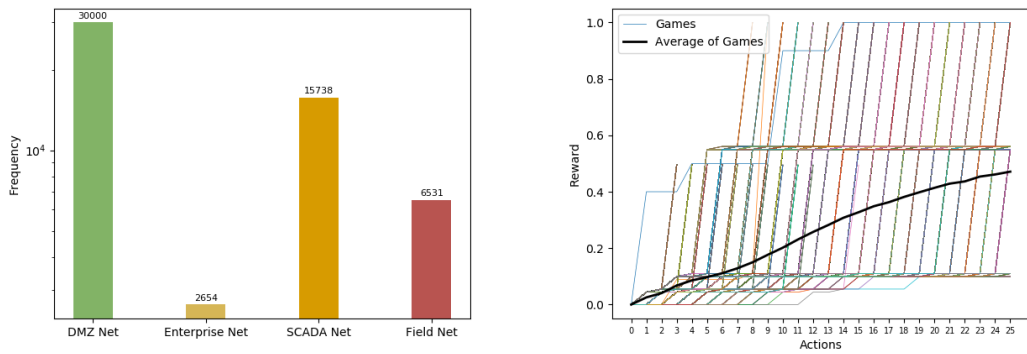 30000
15738
6531
2654
10⁴
Frequency
DMZ Net
Enterprise Net
SCADA Net
Field Net
Games
Average of Games
1.0
0.8
0.6
0.4
0.2
0.0
Reward
0 1 2 3 4 5 6 7 8 9 10 11 12 13 14 15 16 17 18 19 20 21 22 23 24 25
Actions